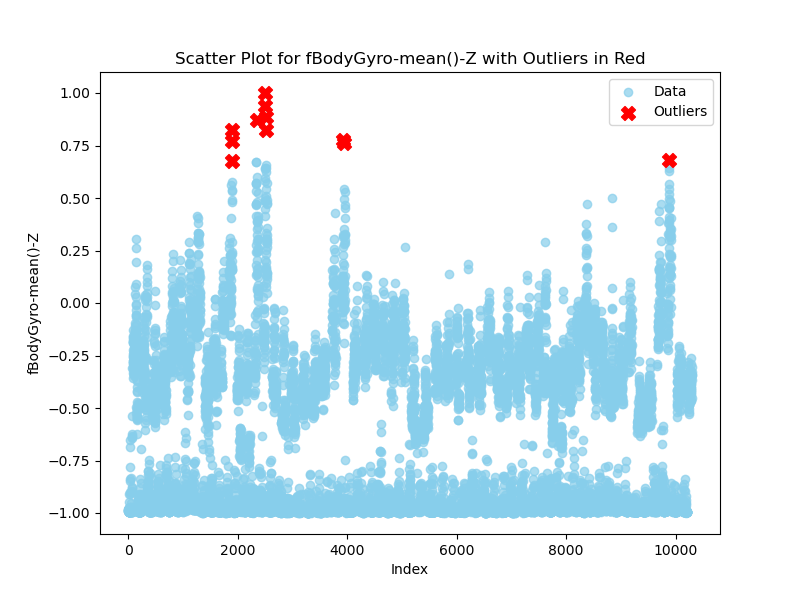 Scatter Plot for fBodyGyro-mean()-Z with Outliers in Red
Data
Outliers
1.00
0.75
0.50
0.25
0.00
−0.25
−0.50
−0.75
−1.00
fBodyGyro-mean()-Z
0 2000 4000 6000 8000 10000
Index